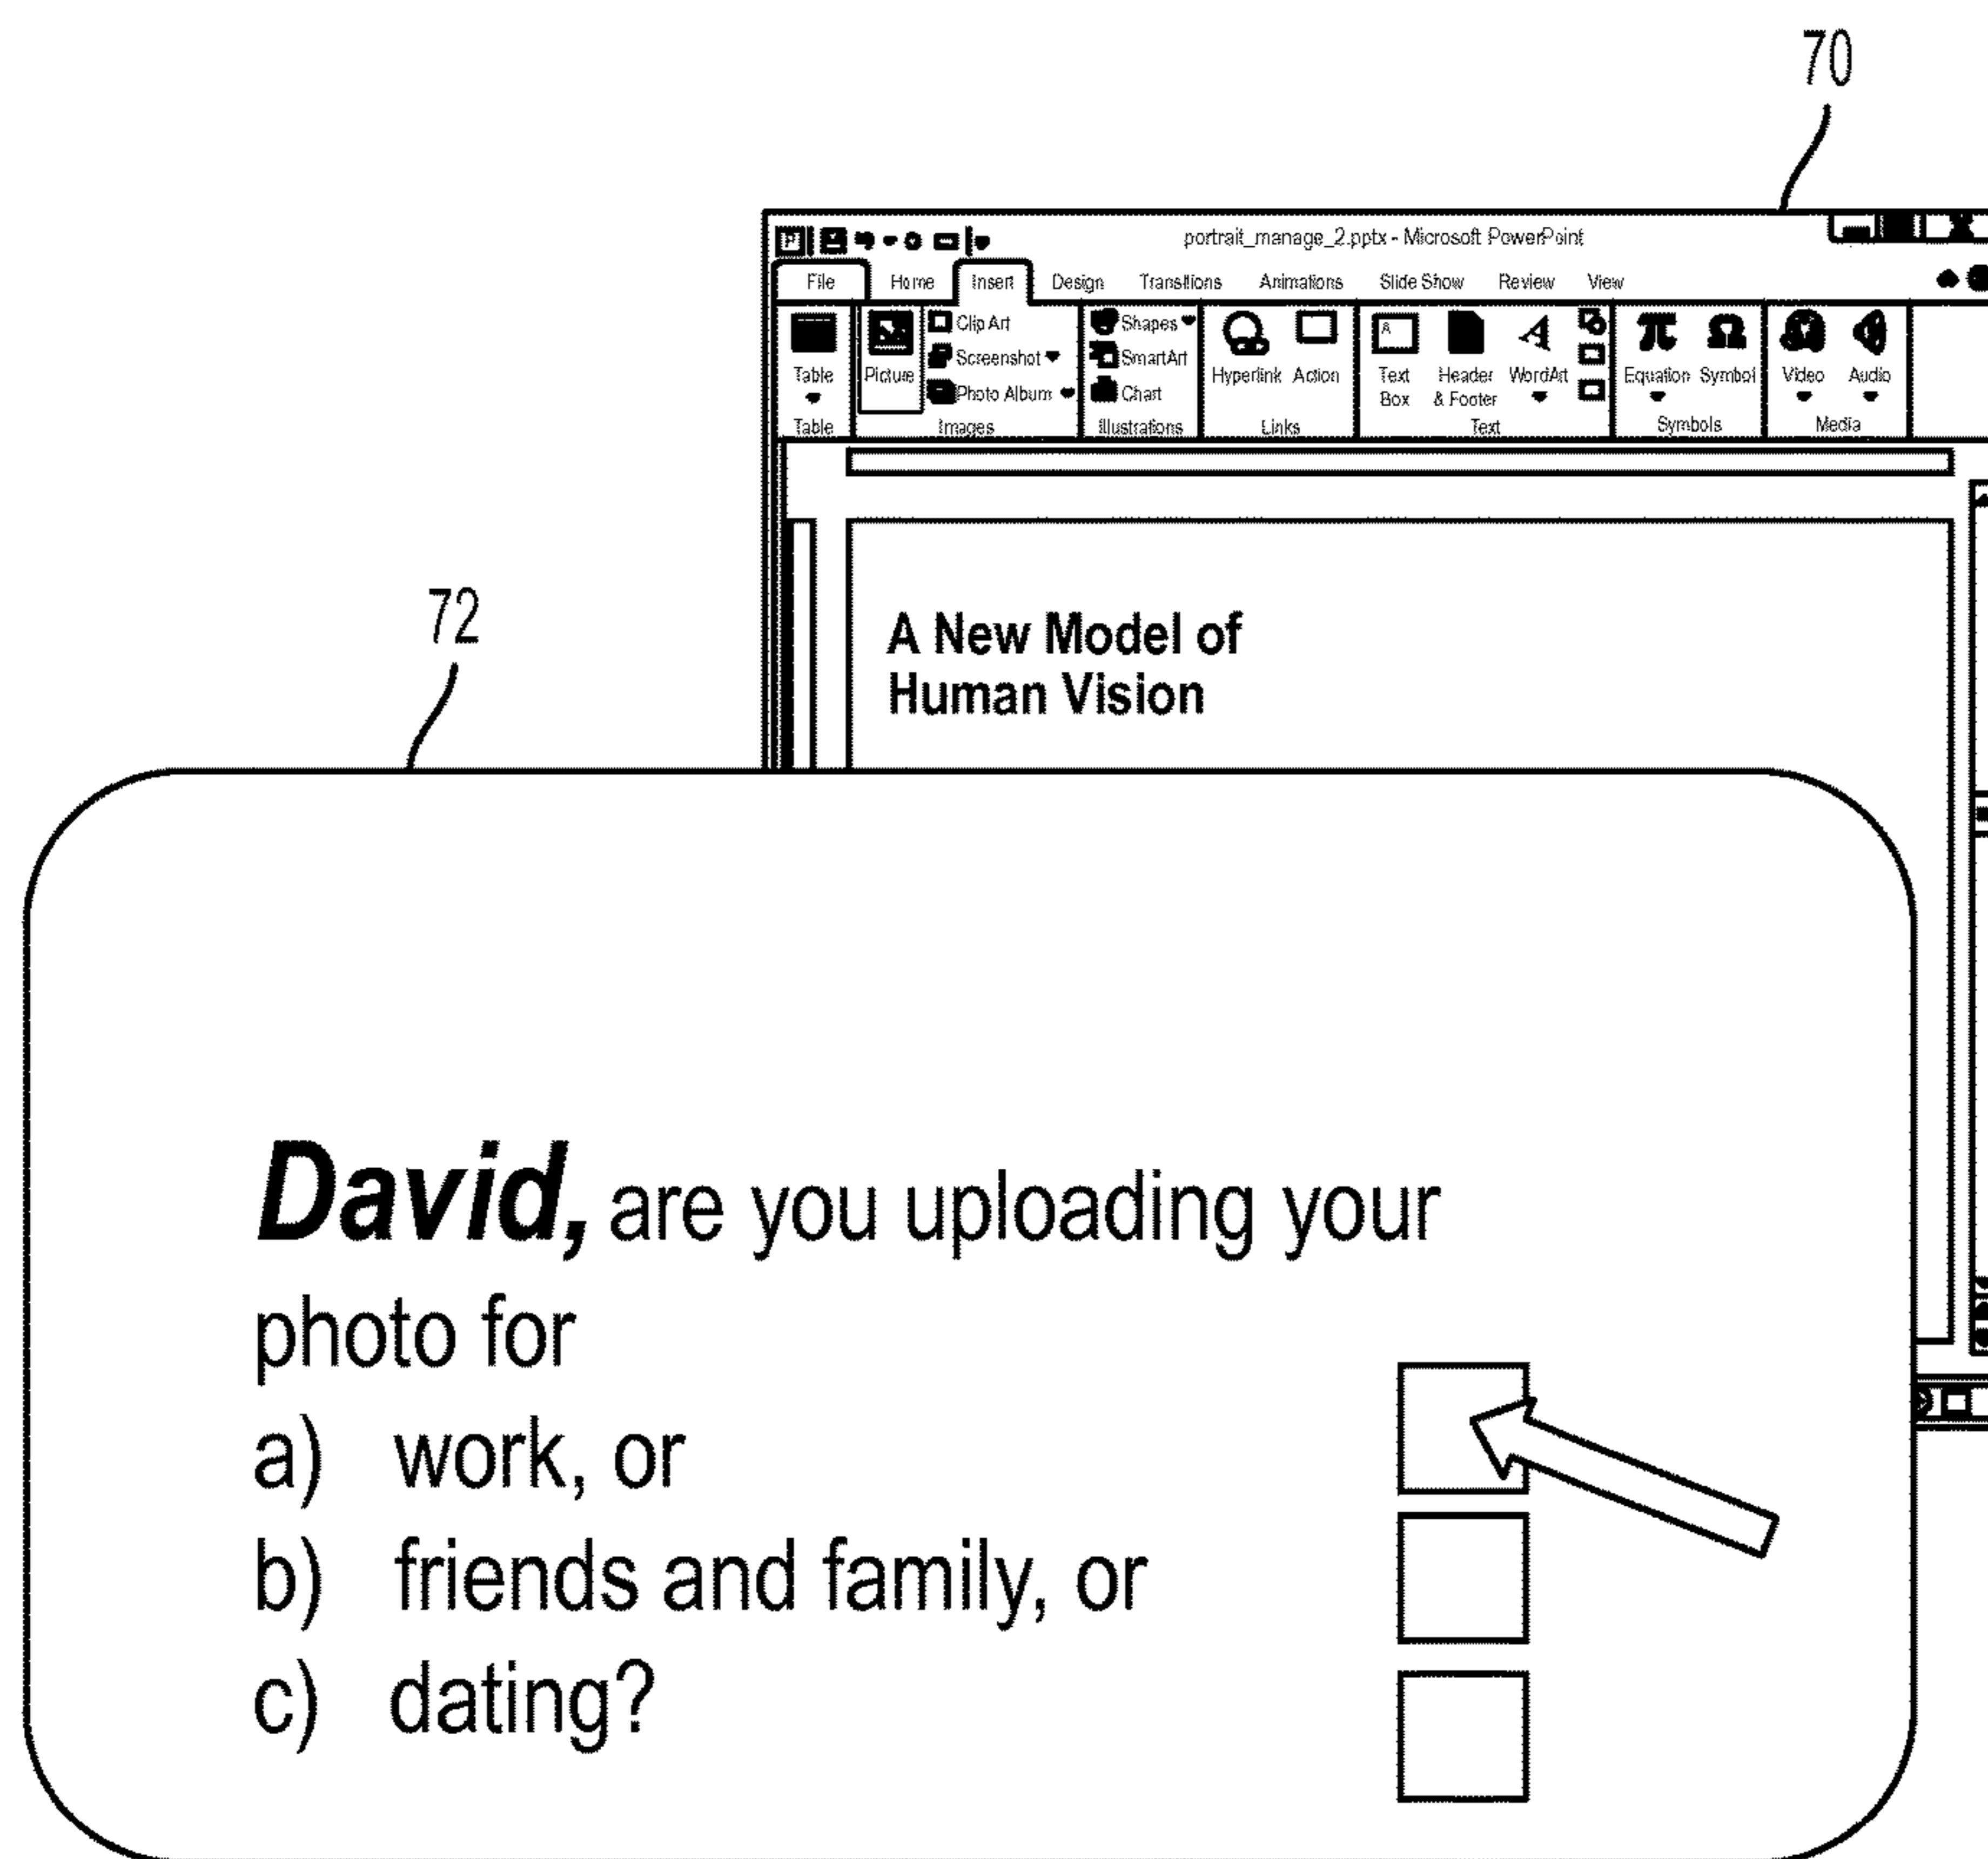 70
portrait_manage_2.pptx - Microsoft PowerPoint
File Home Insert Design Transitions Animations Slide Show Review View
Clip Art Shapes A A π Ω
Screenshot SmartArt
Table Picture Hyperlink Action Text Header WordArt Equation Symbol Video Audio
Photo Album Chart Box & Footer
Table Images Illustrations Links Text Symbols Media
72
A New Model of
Human Vision
David, are you uploading your
photo for
a) work, or
b) friends and family, or
c) dating?